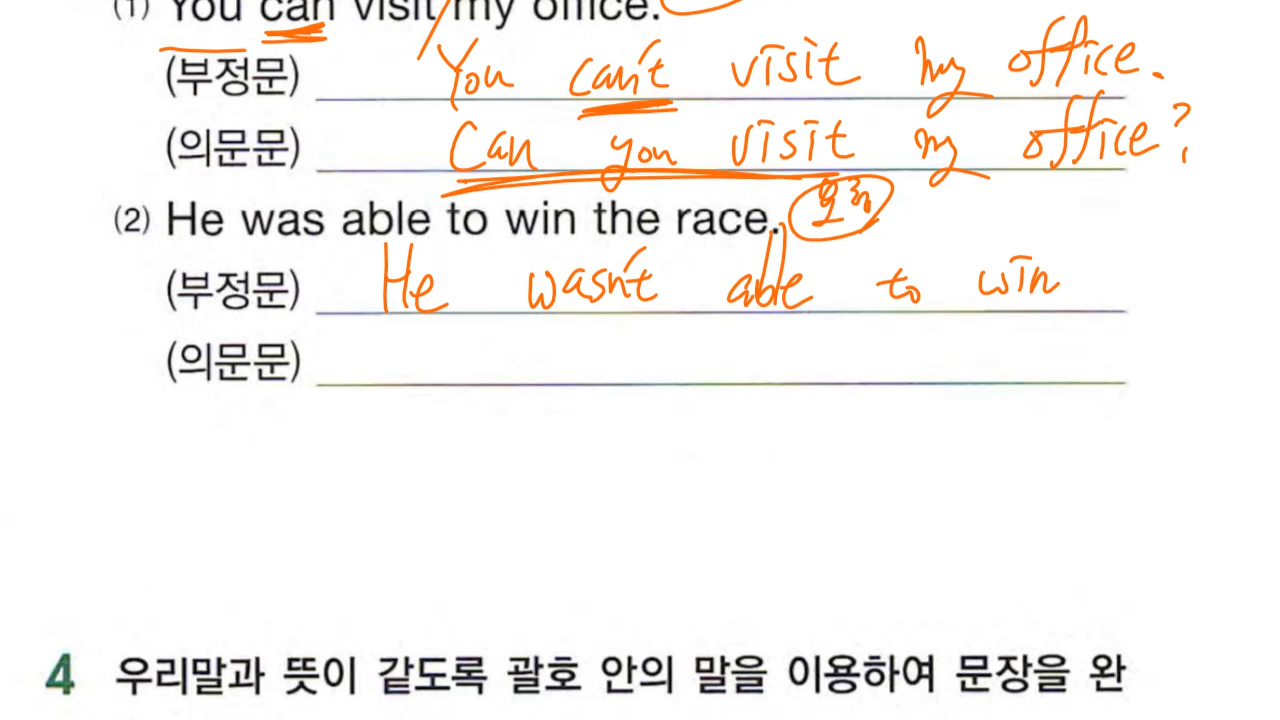 (1) You can visit my office.
(부정문) You can't visit my office.
(의문문) Can you visit my office?
(2) He was able to win the race.
(부정문) He wasn't able to win
(의문문)
4 우리말과 뜻이 같도록 괄호 안의 말을 이용하여 문장을 완